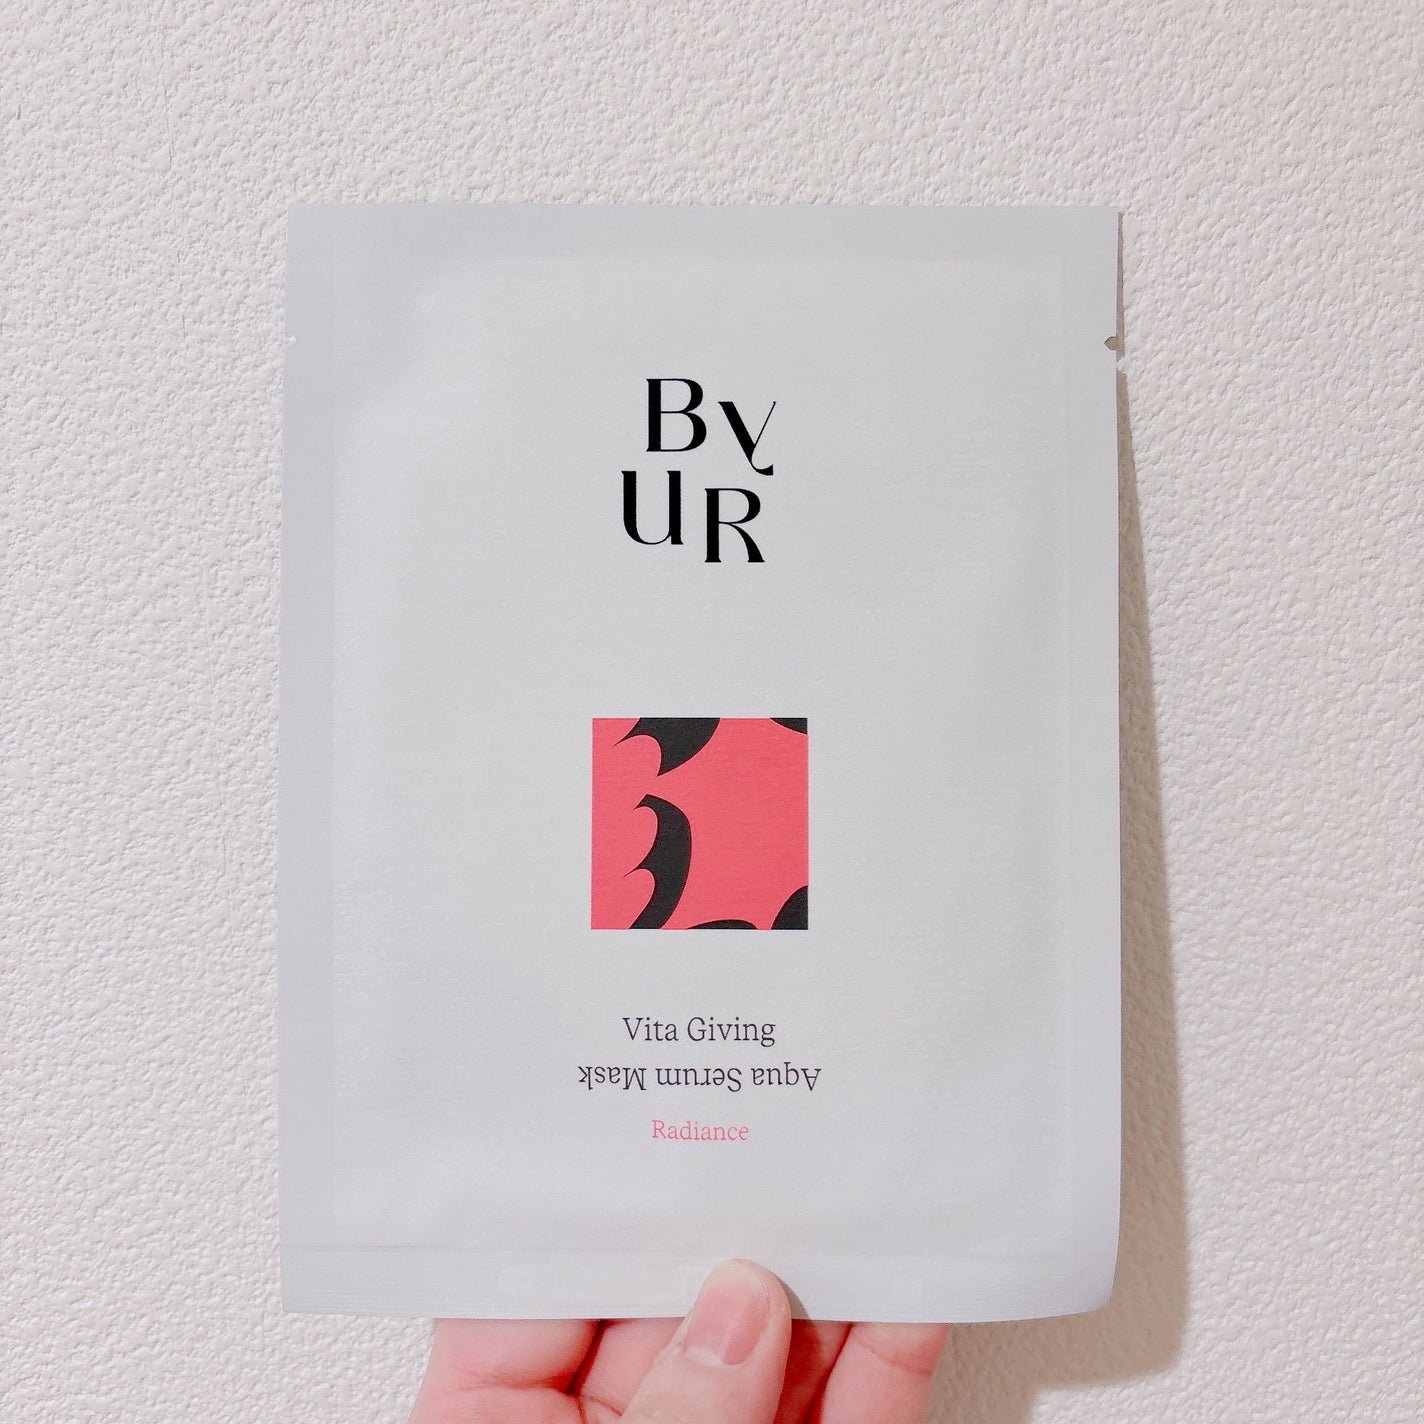 By
UR
Vita Giving
Aqua Serum Mask
Radiance